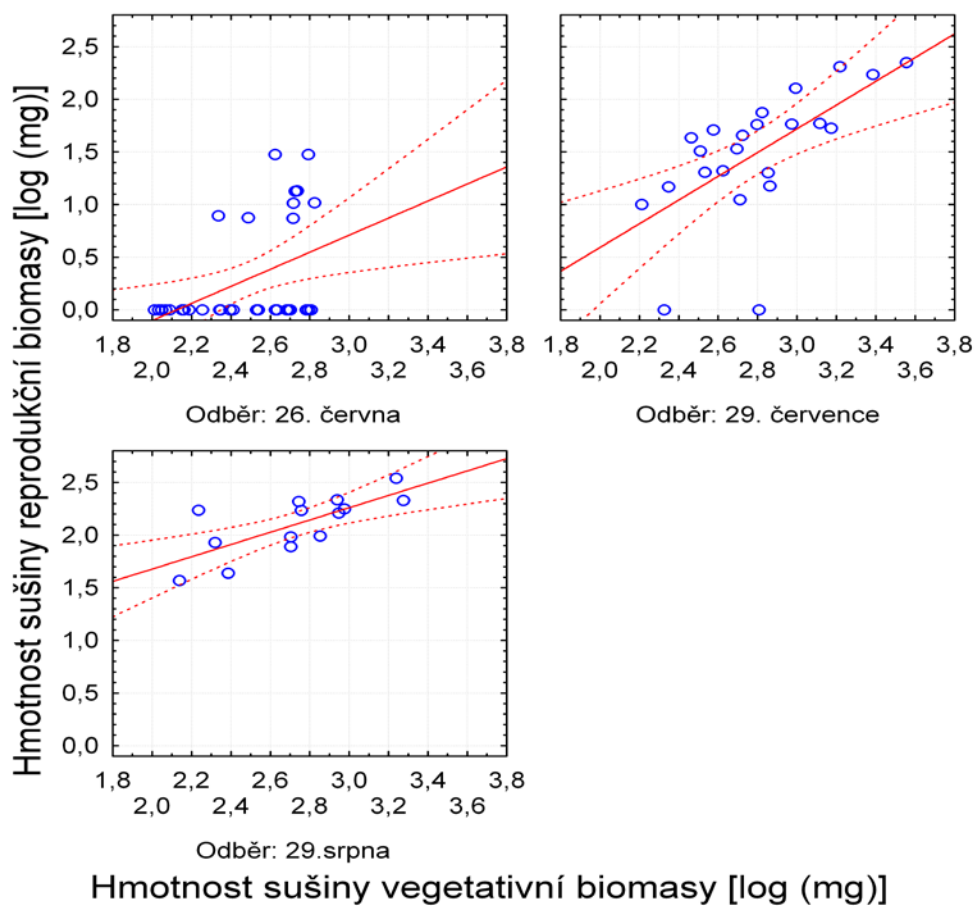 Hmotnost sušiny reprodukční biomasy [log (mg)]
2,5
2,0
1,5
1,0
0,5
0,0
1,8 2,2 2,6 3,0 3,4 3,8
2,0 2,4 2,8 3,2 3,6
Odběr: 26. června
1,8 2,2 2,6 3,0 3,4 3,8
2,0 2,4 2,8 3,2 3,6
Odběr: 29. července
2,5
2,0
1,5
1,0
0,5
0,0
1,8 2,2 2,6 3,0 3,4 3,8
2,0 2,4 2,8 3,2 3,6
Odběr: 29.srpna
Hmotnost sušiny vegetativní biomasy [log (mg)]